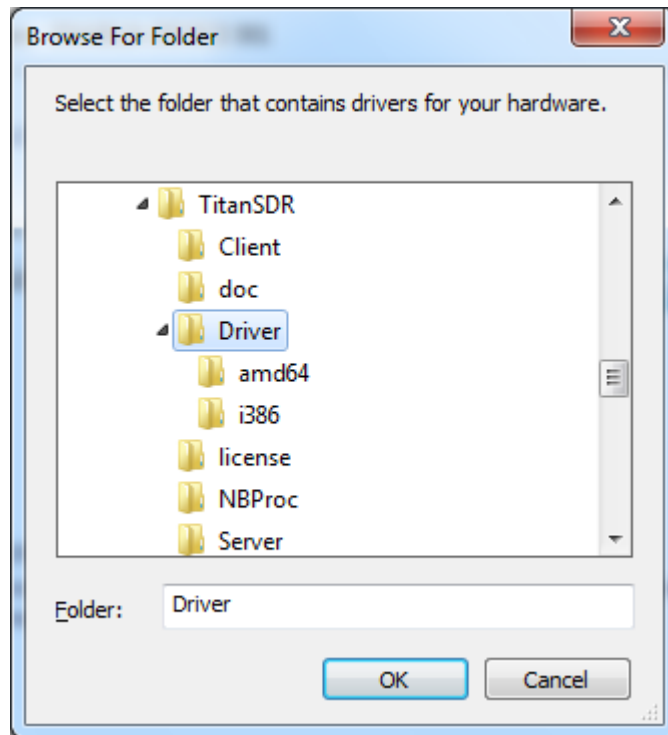 Browse For Folder
Select the folder that contains drivers for your hardware.
TitanSDR
Client
doc
Driver
amd64
i386
license
NBProc
Server
Folder: Driver
OK Cancel